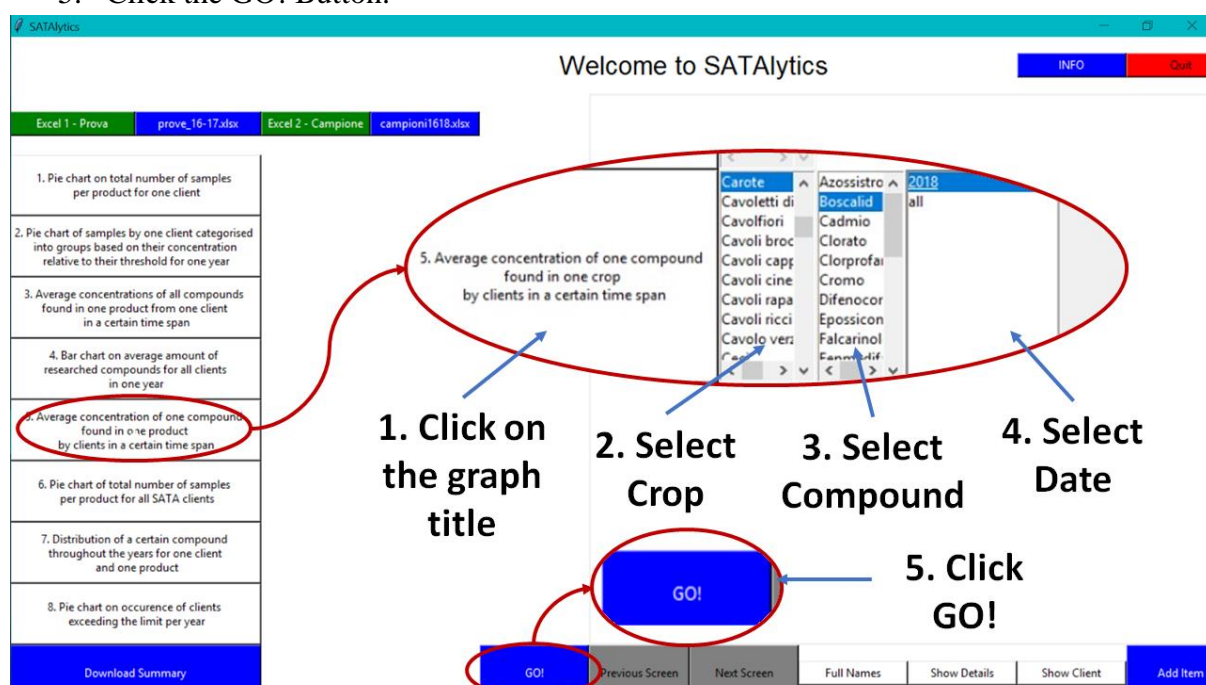 5. Click the GO! Button.
SATAlytics
Welcome to SATAlytics
INFO
Quit
Excel 1 - Prova
prove_16-17.xlsx
Excel 2 - Campione
campioni1618.xlsx
1. Pie chart on total number of samples
per product for one client
2. Pie chart of samples by one client categorised
into groups based on their concentration
relative to their threshold for one year
3. Average concentrations of all compounds
found in one product from one client
in a certain time span
4. Bar chart on average amount of
researched compounds for all clients
in one year
5. Average concentration of one compound
found in one product
by clients in a certain time span
6. Pie chart of total number of samples
per product for all SATA clients
7. Distribution of a certain compound
throughout the years for one client
and one product
8. Pie chart on occurence of clients
exceeding the limit per year
Download Summary
5. Average concentration of one compound
found in one crop
by clients in a certain time span
Carote
Cavoletti di
Cavolfiori
Cavoli broc
Cavoli capp
Cavoli cine
Cavoli rapa
Cavoli ricci
Cavolo verz
Azossistro
Boscalid
Cadmio
Clorato
Clorprofar
Cromo
Difenocor
Epossicon
Falcarinol
Fenmedif
2018
all
1. Click on
the graph
title
2. Select
Crop
3. Select
Compound
4. Select
Date
GO!
5. Click
GO!
GO!
Previous Screen
Next Screen
Full Names
Show Details
Show Client
Add Item